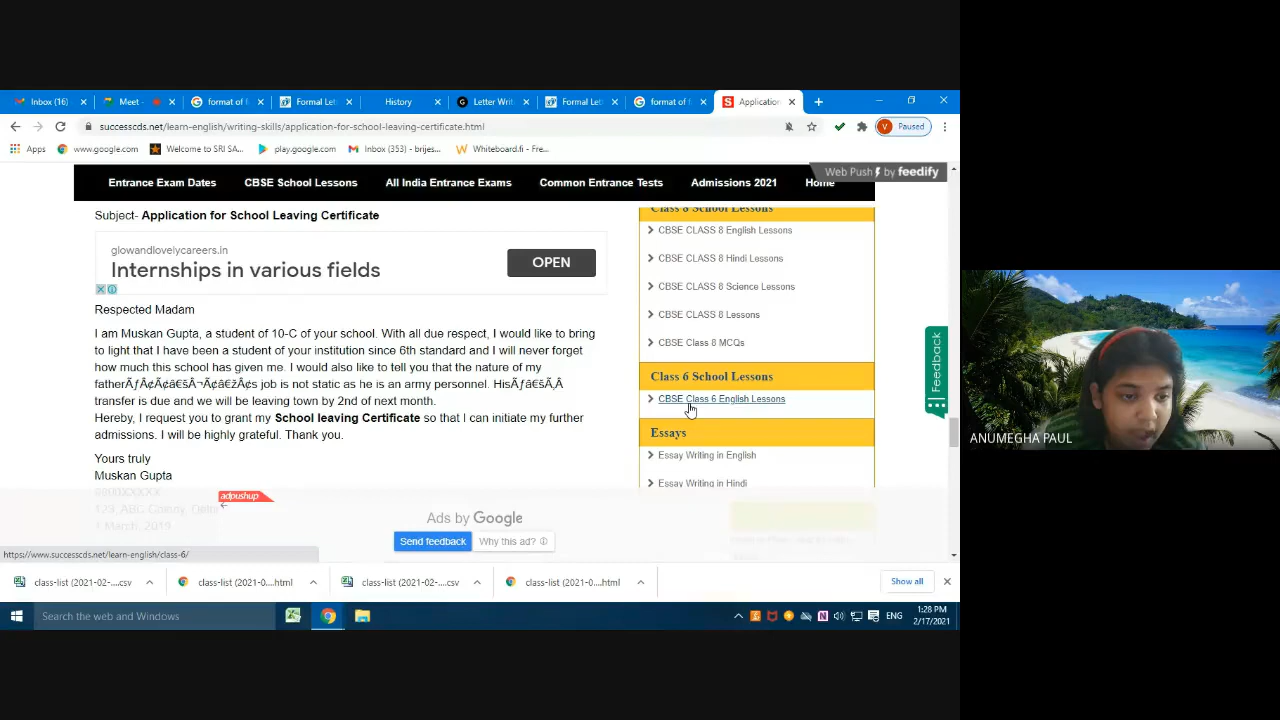 Inbox (16)
Meet -
format of f
Formal Let
History
Letter Writ
Formal Let
format of
Application
successcds.net/learn-english/writing-skills/application-for-school-leaving-certificate.html
Paused
Apps
www.google.com
Welcome to SRI SA...
play.google.com
Inbox (353) - brijes...
Whiteboard.fi - Fre...
Web Push by feedify
Entrance Exam Dates
CBSE School Lessons
All India Entrance Exams
Common Entrance Tests
Admissions 2021
Home
Subject- Application for School Leaving Certificate
glowandlovelycareers.in
Internships in various fields
OPEN
Respected Madam
I am Muskan Gupta, a student of 10-C of your school. With all due respect, I would like to bring
to light that I have been a student of your institution since 6th standard and I will never forget
how much this school hasgiven me. I would also like to tell you that the nature of my
job is not static as he is an army personnel.
transfer is due and we will be leaving town by 2nd of next month.
Hereby, I request you to grant my School leaving Certificate so that I can initiate my further
admissions. I will be highly grateful. Thank you.
Yours truly
Muskan Gupta
1 March, 2019
adpushup
Ads by Google
Send feedback
Why this ad?
Class 8 School Lessons
CBSE CLASS 8 English Lessons
CBSE CLASS 8 Hindi Lessons
CBSE CLASS 8 Science Lessons
CBSE CLASS 8 Lessons
CBSE Class 8 MCQs
Class 6 School Lessons
CBSE Class 6 English Lessons
Essays
Essay Writing in English
Essay Writing in Hindi
Feedback
https://www.successcds.net/learn-english/class-6/
class-list (2021-02-....csv
class-list (2021-0....html
class-list (2021-02-....csv
class-list (2021-0....html
Show all
Search the web and Windows
ENG
1:28 PM
2/17/2021
ANUMEGHA PAUL